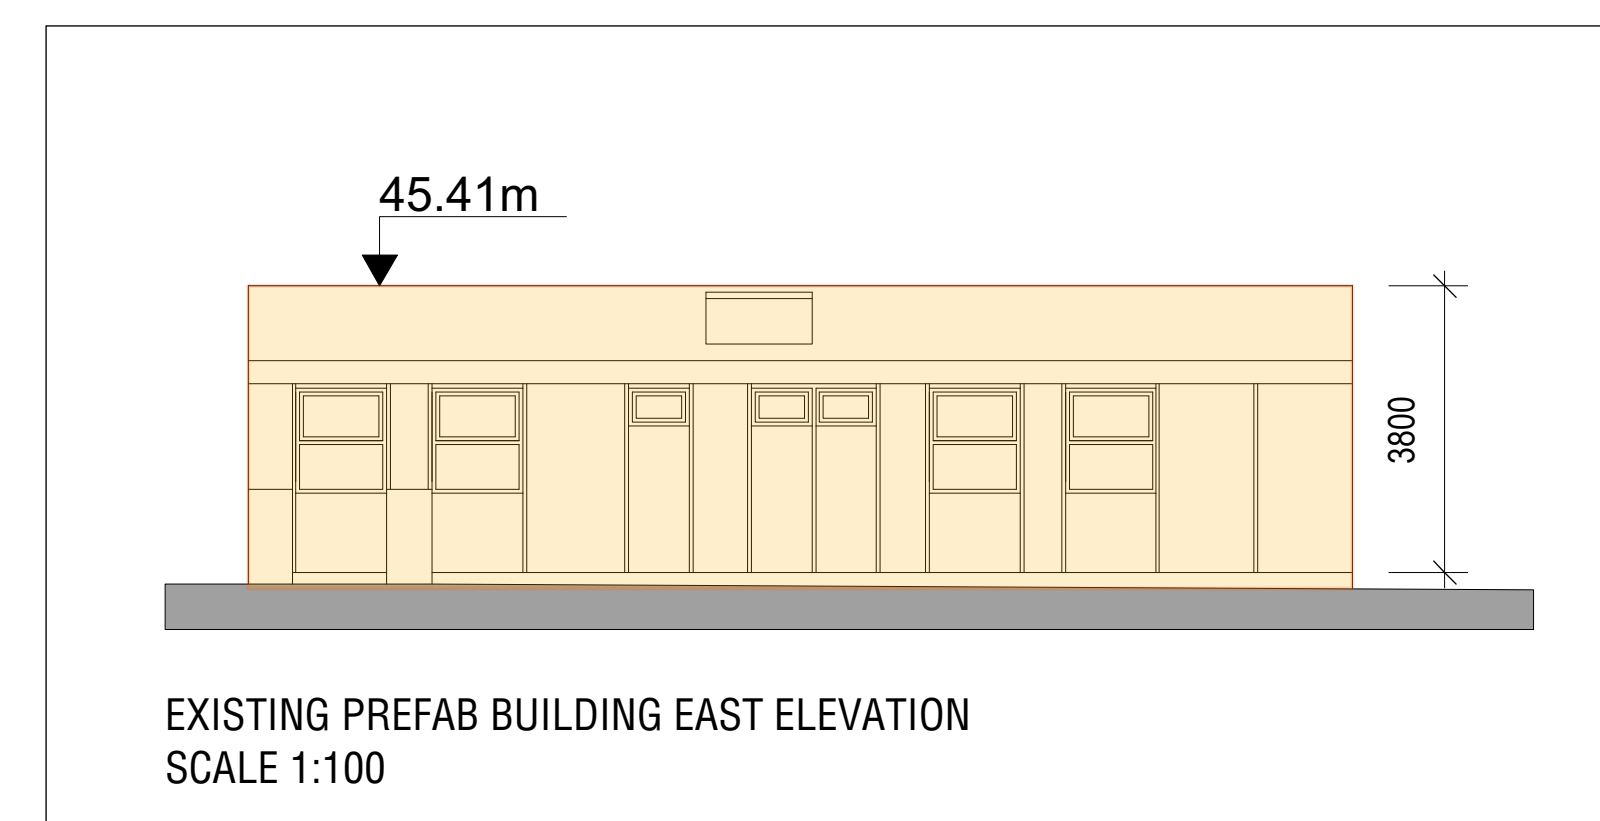 45.41m
3800
EXISTING PREFAB BUILDING EAST ELEVATION
SCALE 1:100